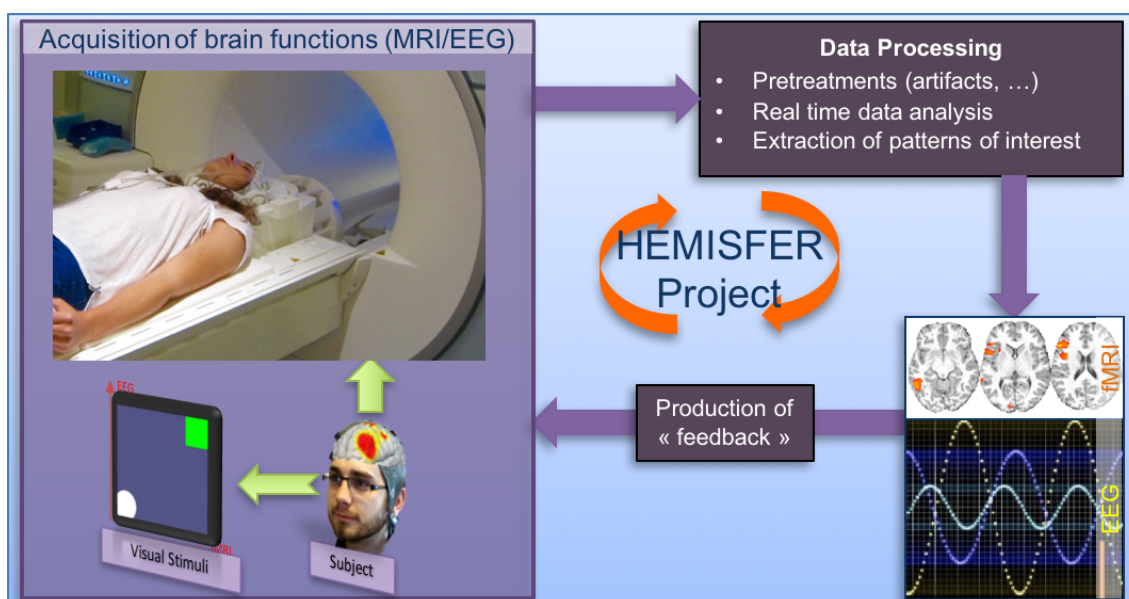 Acquisition of brain functions (MRI/EEG)
Data Processing
• Pretreatments (artifacts, …)
• Real time data analysis
• Extraction of patterns of interest
HEMISFER
Project
fMRI
EEG
Production of
« feedback »
EEG
fMRI
Visual Stimuli
Subject